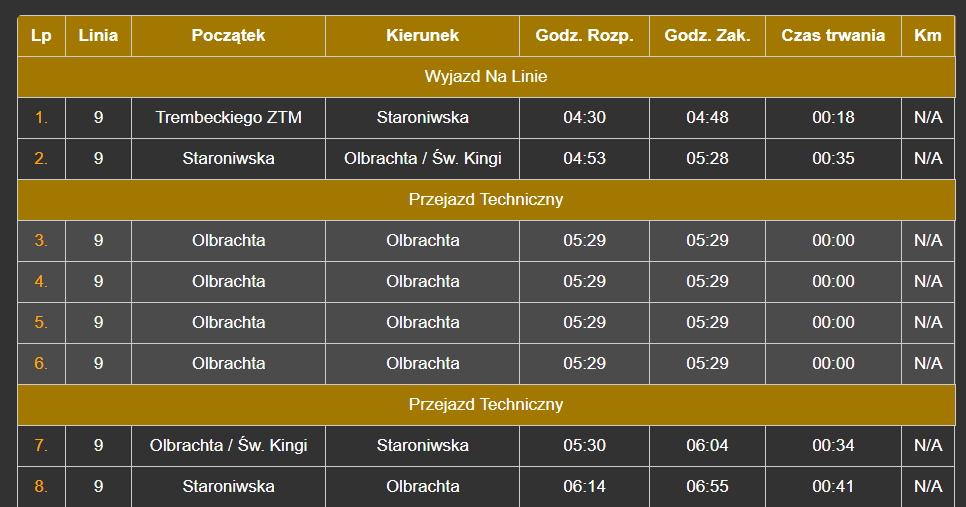 Lp Linia Początek Kierunek Godz. Rozp. Godz. Zak. Czas trwania Km
Wyjazd Na Linie
1. 9 Trembeckiego ZTM Staroniwska 04:30 04:48 00:18 N/A
2. 9 Staroniwska Olbrachta / Św. Kingi 04:53 05:28 00:35 N/A
Przejazd Techniczny
3. 9 Olbrachta Olbrachta 05:29 05:29 00:00 N/A
4. 9 Olbrachta Olbrachta 05:29 05:29 00:00 N/A
5. 9 Olbrachta Olbrachta 05:29 05:29 00:00 N/A
6. 9 Olbrachta Olbrachta 05:29 05:29 00:00 N/A
Przejazd Techniczny
7. 9 Olbrachta / Św. Kingi Staroniwska 05:30 06:04 00:34 N/A
8. 9 Staroniwska Olbrachta 06:14 06:55 00:41 N/A